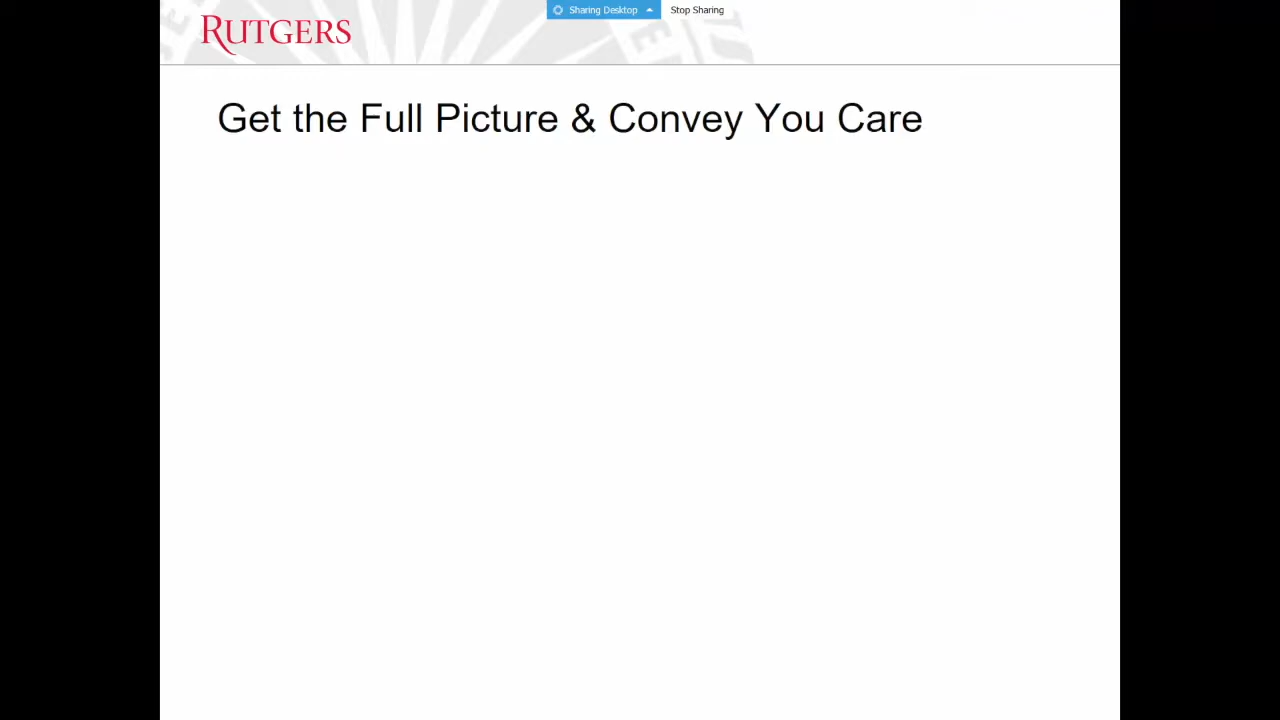 Sharing Desktop Stop Sharing
RUTGERS
Get the Full Picture & Convey You Care